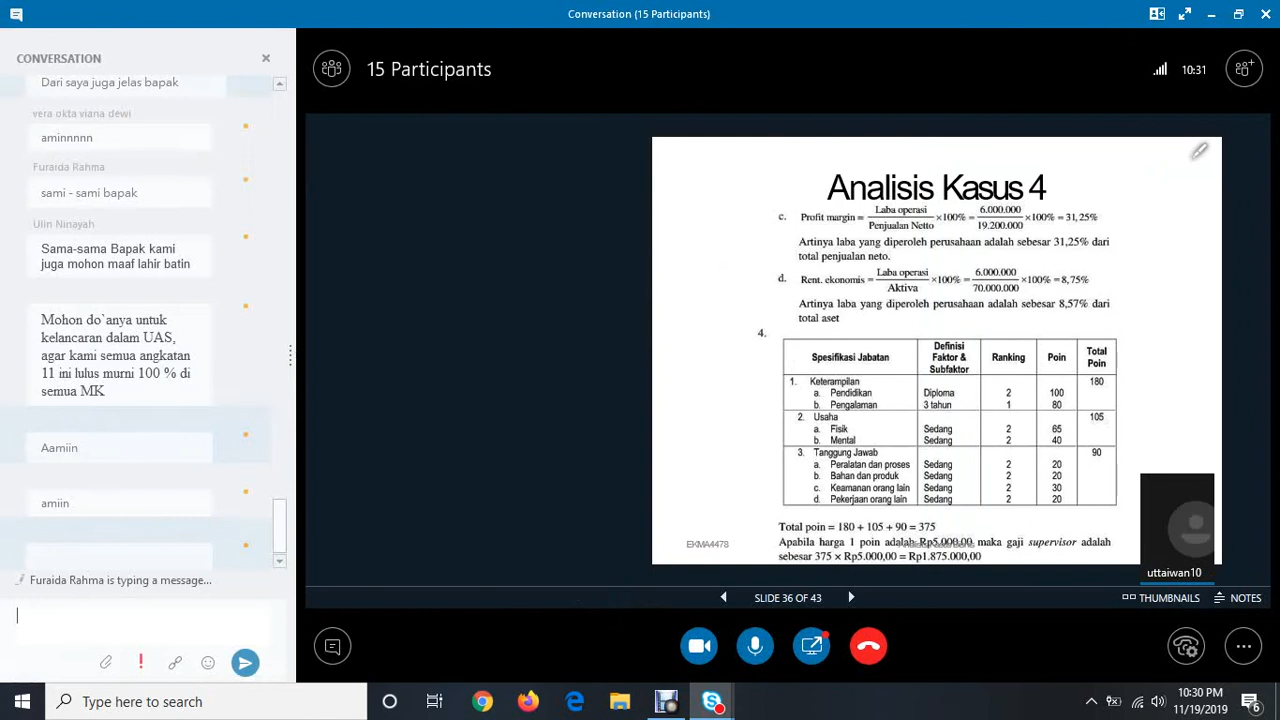 Conversation (15 Participants)
CONVERSATION
Dari saya juga jelas bapak
vera okta viana dewi
aminnnnn
Furaida Rahma
sami - sami bapak
Ulin Ninayah
Sama-sama Bapak kami
juga mohon maaf lahir batin
Mohon do`anya untuk
kelancaran dalam UAS,
agar kami semua angkatan
11 ini lulus murni 100 % di
semua MK
Aamiin
amiin
Furaida Rahma is typing a message...
15 Participants
10:31
Analisis Kasus 4
c. Profit margin = Laba operasi / Penjualan Netto ×100% = 6.000.000 / 19.200.000 ×100% = 31,25%
Artinya laba yang diperoleh perusahaan adalah sebesar 31,25% dari
total penjualan neto.
d. Rent. ekonomis = Laba operasi / Aktiva ×100% = 6.000.000 / 70.000.000 ×100% = 8,75%
Artinya laba yang diperoleh perusahaan adalah sebesar 8,57% dari
total aset
4.
Spesifikasi Jabatan Definisi Faktor & Subfaktor Ranking Poin Total Poin
1. Keterampilan 180
a. Pendidikan Diploma 2 100
b. Pengalaman 3 tahun 1 80
2. Usaha 105
a. Fisik Sedang 2 65
b. Mental Sedang 2 40
3. Tanggung Jawab 90
a. Peralatan dan proses Sedang 2 20
b. Bahan dan produk Sedang 2 20
c. Keamanan orang lain Sedang 2 30
d. Pekerjaan orang lain Sedang 2 20
Total poin = 180 + 105 + 90 = 375
Apabila harga 1 poin adalah Rp5.000,00 maka gaji supervisor adalah
sebesar 375 × Rp5.000,00 = Rp1.875.000,00
EKMA4478
uttaiwan10
SLIDE 36 OF 43
THUMBNAILS
NOTES
Type here to search
10:30 PM
11/19/2019
6